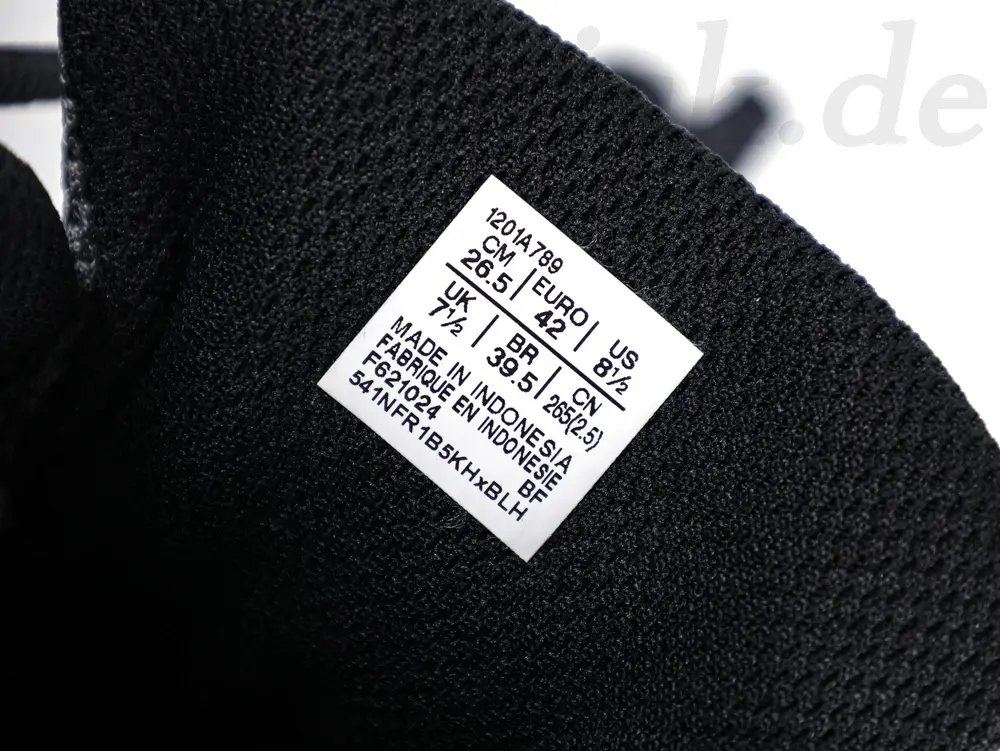 1201A789
CM | EURO | US
26.5 | 42 | 8½
UK | BR | CN
7½ | 39.5 | 265(2.5)
MADE IN INDONESIA
FABRIQUE EN INDONESIE
F621024 BF
541NFR1B5KHxBLH
.de